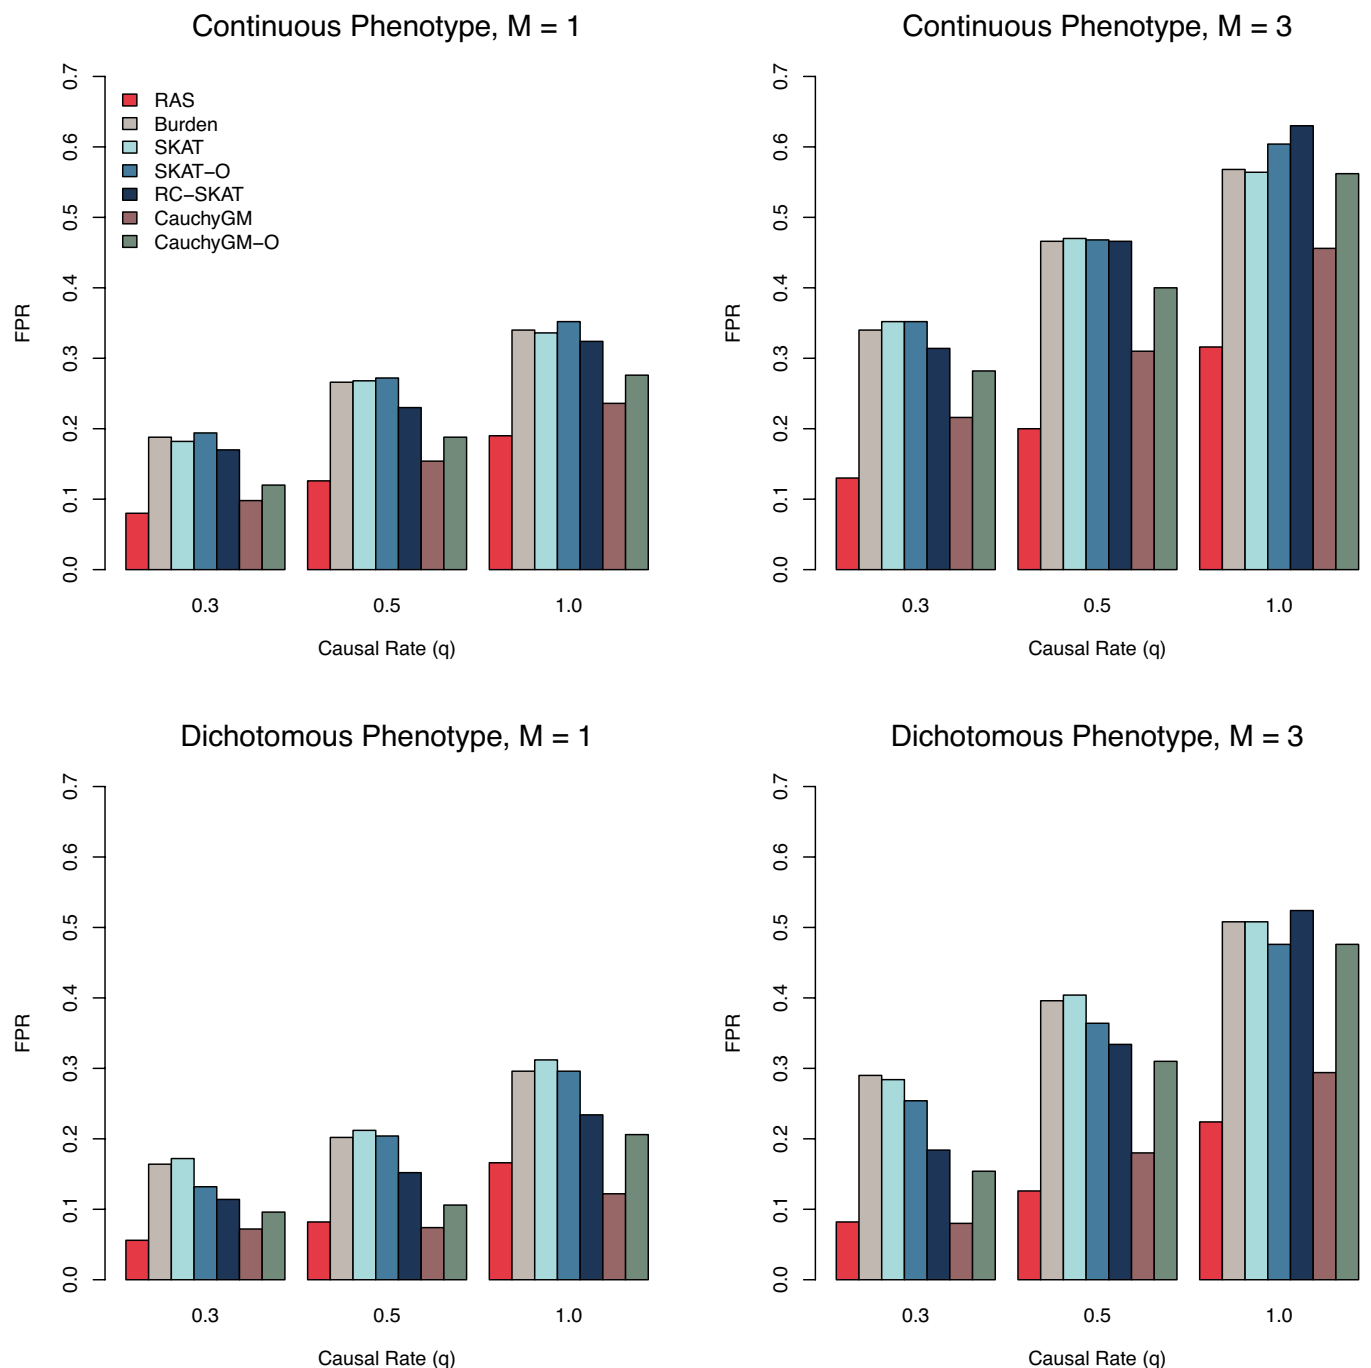 Continuous Phenotype, M = 1
0.7
0.6
0.5
0.4
0.3
0.2
0.1
0.0
FPR
RAS
Burden
SKAT
SKAT−O
RC−SKAT
CauchyGM
CauchyGM−O
0.3 0.5 1.0
Causal Rate (q)
Continuous Phenotype, M = 3
0.7
0.6
0.5
0.4
0.3
0.2
0.1
0.0
FPR
0.3 0.5 1.0
Causal Rate (q)
Dichotomous Phenotype, M = 1
0.7
0.6
0.5
0.4
0.3
0.2
0.1
0.0
FPR
0.3 0.5 1.0
Causal Rate (q)
Dichotomous Phenotype, M = 3
0.7
0.6
0.5
0.4
0.3
0.2
0.1
0.0
FPR
0.3 0.5 1.0
Causal Rate (q)